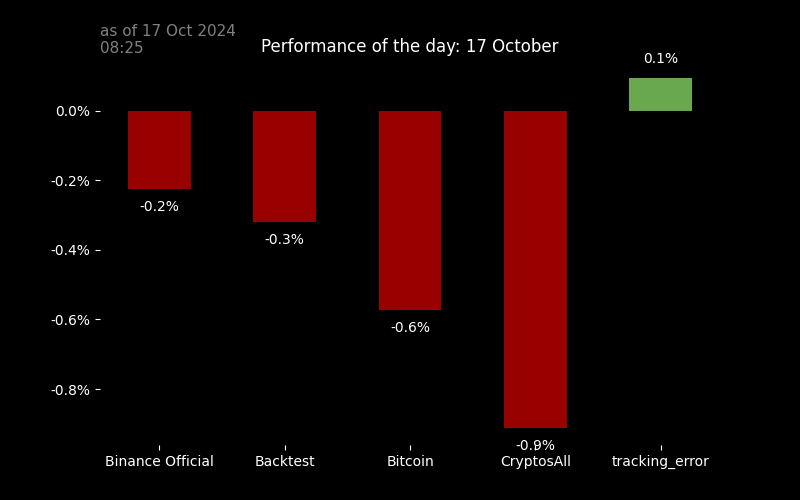 as of 17 Oct 2024
08:25
Performance of the day: 17 October
0.1%
0.0%
-0.2%
-0.4%
-0.6%
-0.8%
-0.2%
-0.3%
-0.6%
-0.9%
Binance Official
Backtest
Bitcoin
CryptosAll
tracking_error